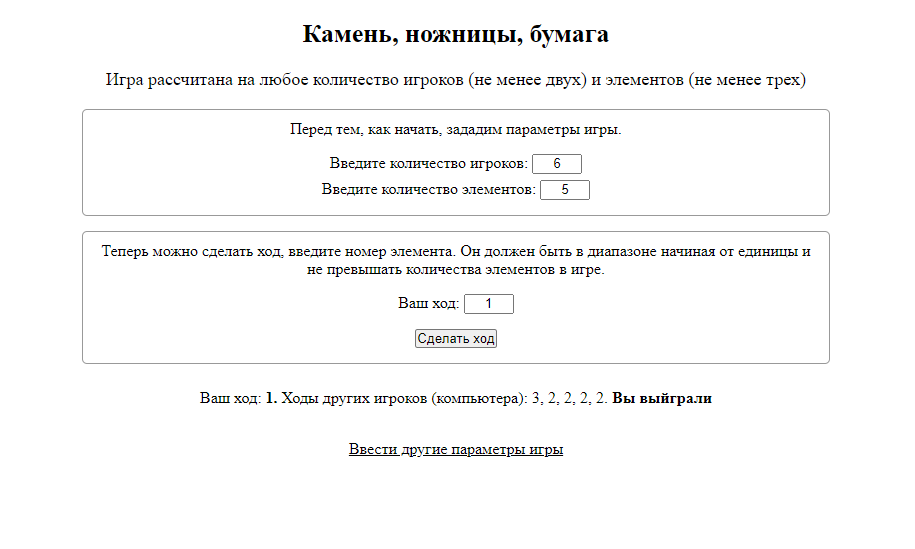 Камень, ножницы, бумага
Игра рассчитана на любое количество игроков (не менее двух) и элементов (не менее трех)
Перед тем, как начать, зададим параметры игры.
Введите количество игроков: 6
Введите количество элементов: 5
Теперь можно сделать ход, введите номер элемента. Он должен быть в диапазоне начиная от единицы и
не превышать количества элементов в игре.
Ваш ход: 1
Сделать ход
Ваш ход: 1. Ходы других игроков (компьютера): 3, 2, 2, 2, 2. Вы выйграли
Ввести другие параметры игры